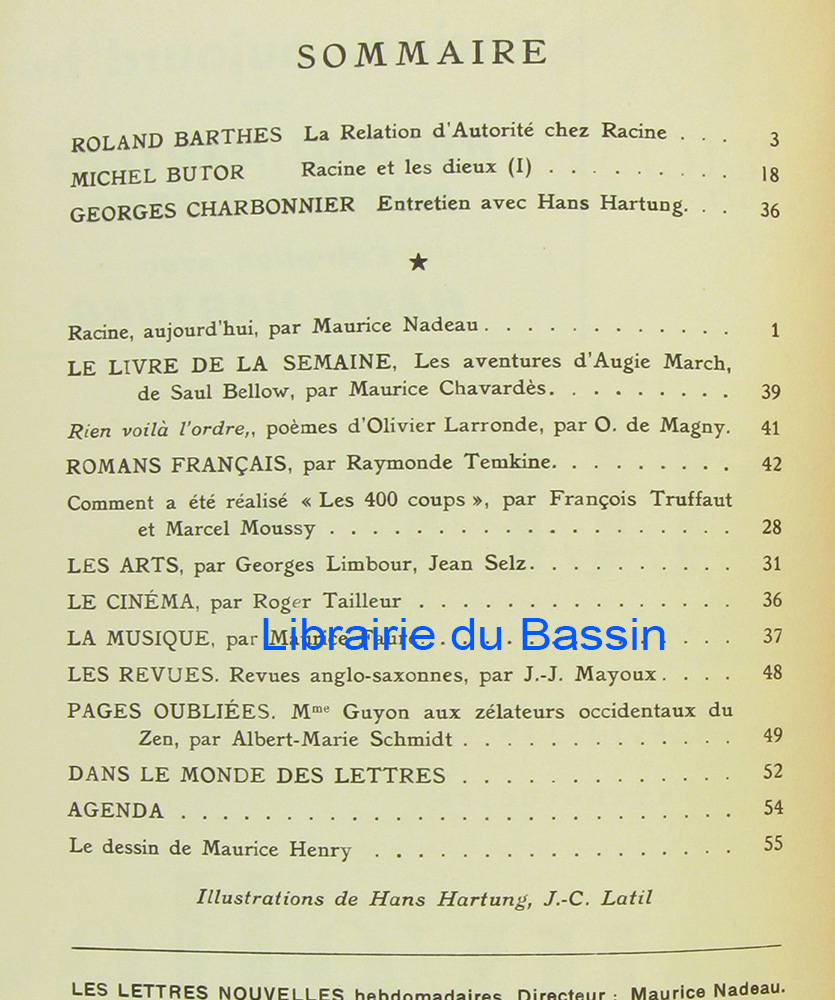 SOMMAIRE
ROLAND BARTHES La Relation d'Autorité chez Racine . . . 3
MICHEL BUTOR Racine et les dieux (I) . . . . . . . . . 18
GEORGES CHARBONNIER Entretien avec Hans Hartung. . . 36
★
Racine, aujourd'hui, par Maurice Nadeau . . . . . . . . . . . . 1
LE LIVRE DE LA SEMAINE, Les aventures d'Augie March,
de Saul Bellow, par Maurice Chavardès. . . . . . . . 39
Rien voilà l'ordre,, poèmes d'Olivier Larronde, par O. de Magny. 41
ROMANS FRANÇAIS, par Raymonde Temkine. . . . . . . . 42
Comment a été réalisé « Les 400 coups », par François Truffaut
et Marcel Moussy . . . . . . . . . . . . . . . 28
LES ARTS, par Georges Limbour, Jean Selz. . . . . . . . . 31
LE CINÉMA, par Roger Tailleur . . . . . . . . . . . . 36
LA MUSIQUE, par Maurice Faure. . . . . . . . . . . . 37
Librairie du Bassin
LES REVUES. Revues anglo-saxonnes, par J.-J. Mayoux. . . . 48
PAGES OUBLIÉES. Mme Guyon aux zélateurs occidentaux du
Zen, par Albert-Marie Schmidt . . . . . . . . . . 49
DANS LE MONDE DES LETTRES . . . . . . . . . . 52
AGENDA . . . . . . . . . . . . . . . . . . . . 54
Le dessin de Maurice Henry . . . . . . . . . . . . . 55
Illustrations de Hans Hartung, J.-C. Latil
LES LETTRES NOUVELLES hebdomadaires. Directeur : Maurice Nadeau.